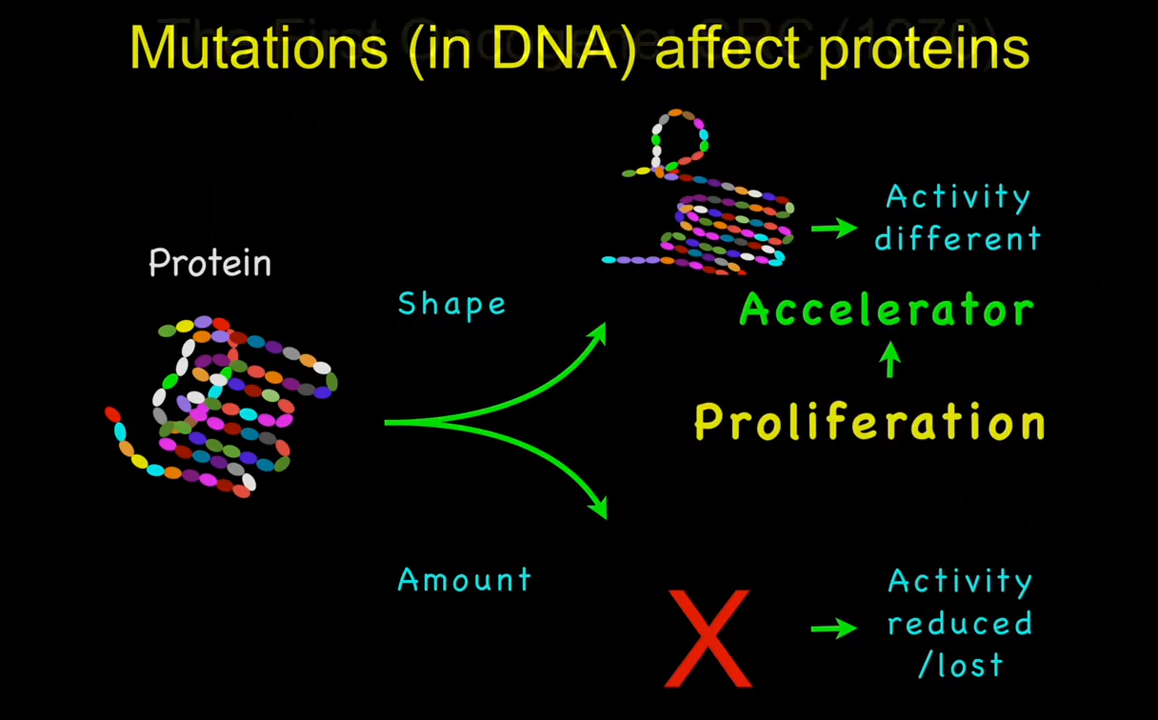 Mutations (in DNA) affect proteins
Protein
Shape
Activity
different
Accelerator
Proliferation
Amount
X
Activity
reduced
/lost